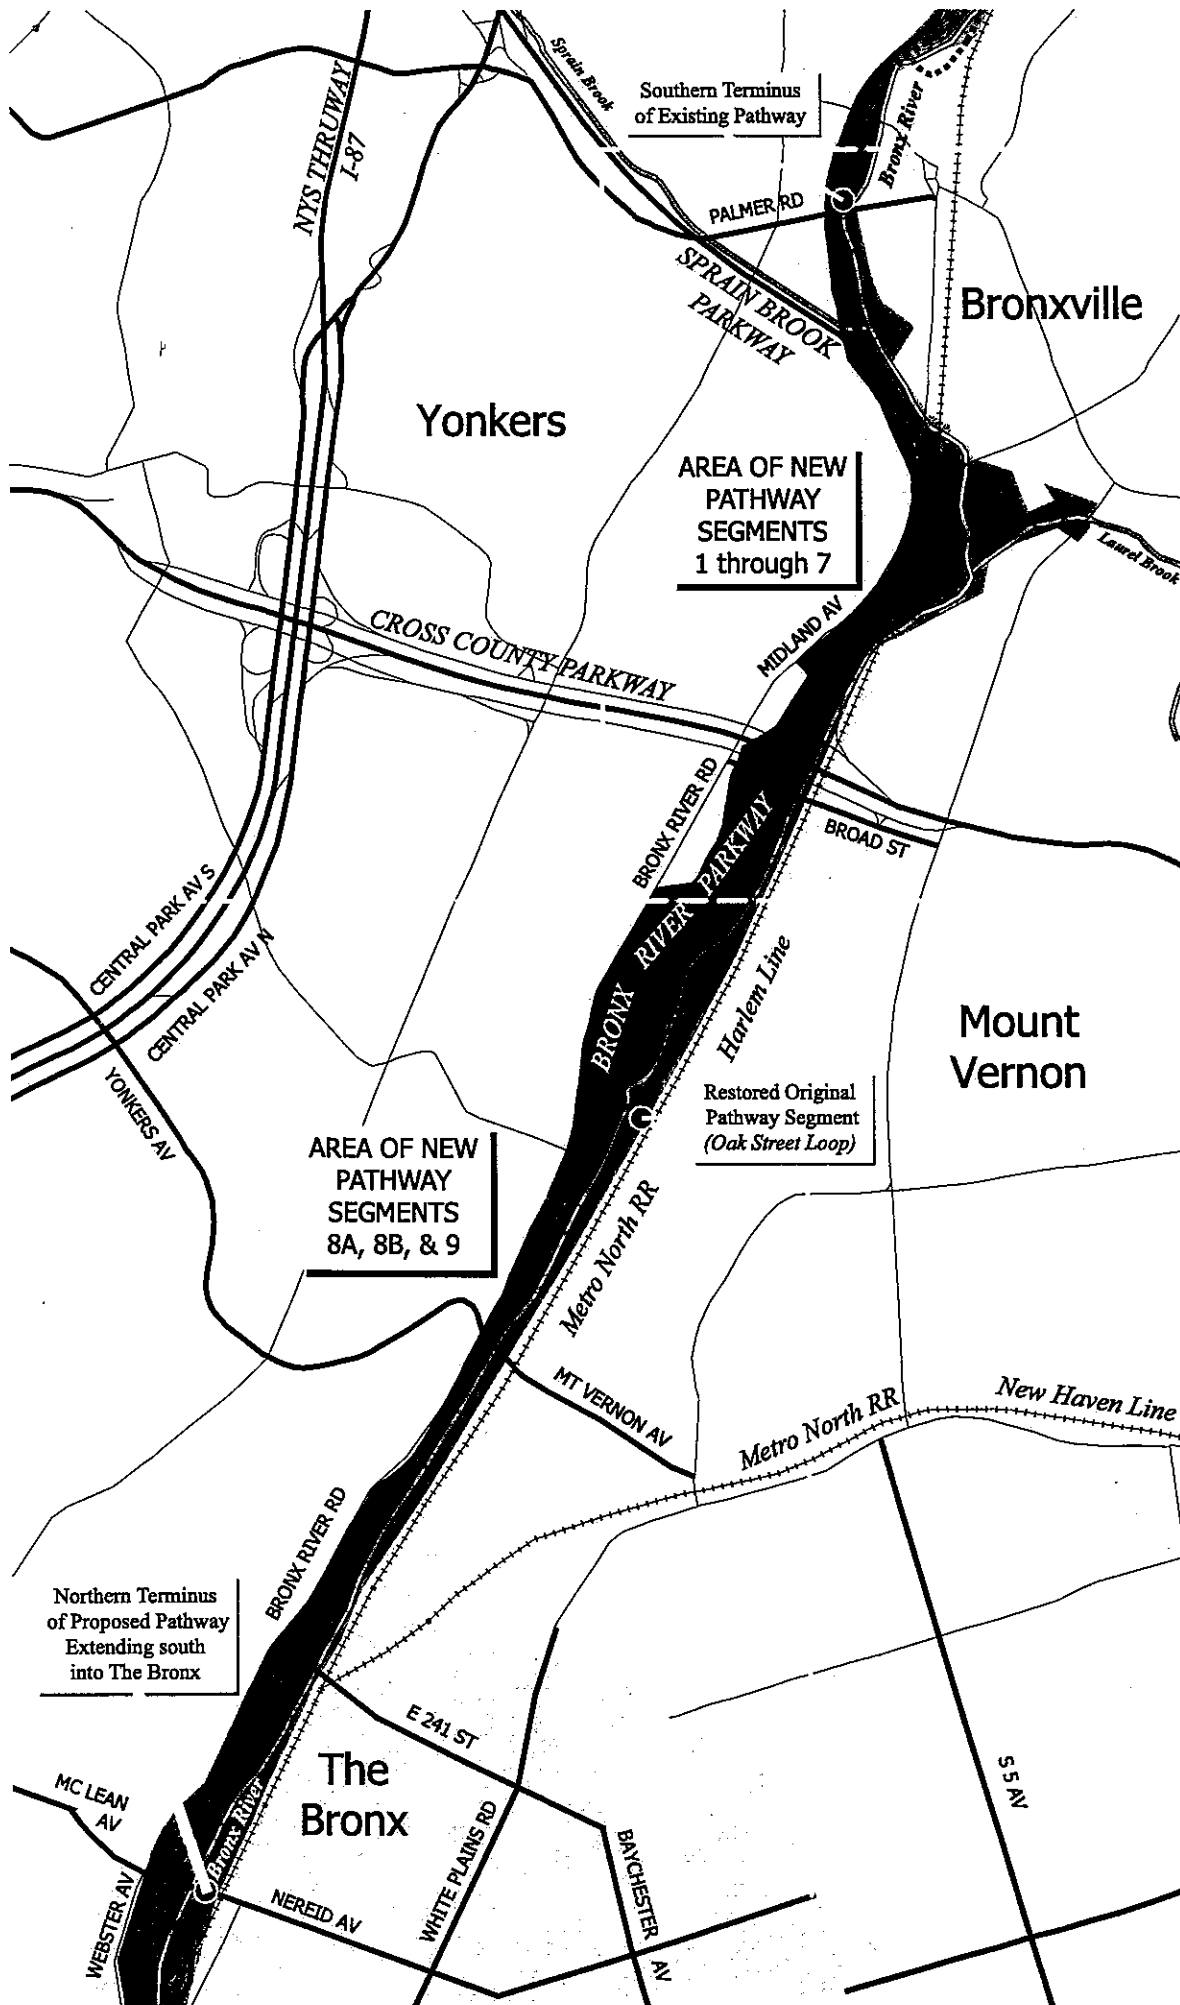 Sprain Brook
Southern Terminus
of Existing Pathway
Bronx River
NYS THRUWAY
I-87
PALMER RD
SPRAIN BROOK
PARKWAY
Bronxville
Yonkers
AREA OF NEW
PATHWAY
SEGMENTS
1 through 7
Laurel Brook
MIDLAND AV
CROSS COUNTY PARKWAY
BRONX RIVER RD
BROAD ST
BRONX RIVER PARKWAY
CENTRAL PARK AV S
CENTRAL PARK AV N
Harlem Line
Mount
Vernon
YONKERS AV
Restored Original
Pathway Segment
(Oak Street Loop)
AREA OF NEW
PATHWAY
SEGMENTS
8A, 8B, & 9
Metro North RR
MT VERNON AV
Metro North RR
New Haven Line
BRONX RIVER RD
Northern Terminus
of Proposed Pathway
Extending south
into The Bronx
E 241 ST
The
Bronx
MC LEAN
AV
Bronx River
S 5 AV
WHITE PLAINS RD
BAYCHESTER
AV
WEBSTER AV
NEREID AV